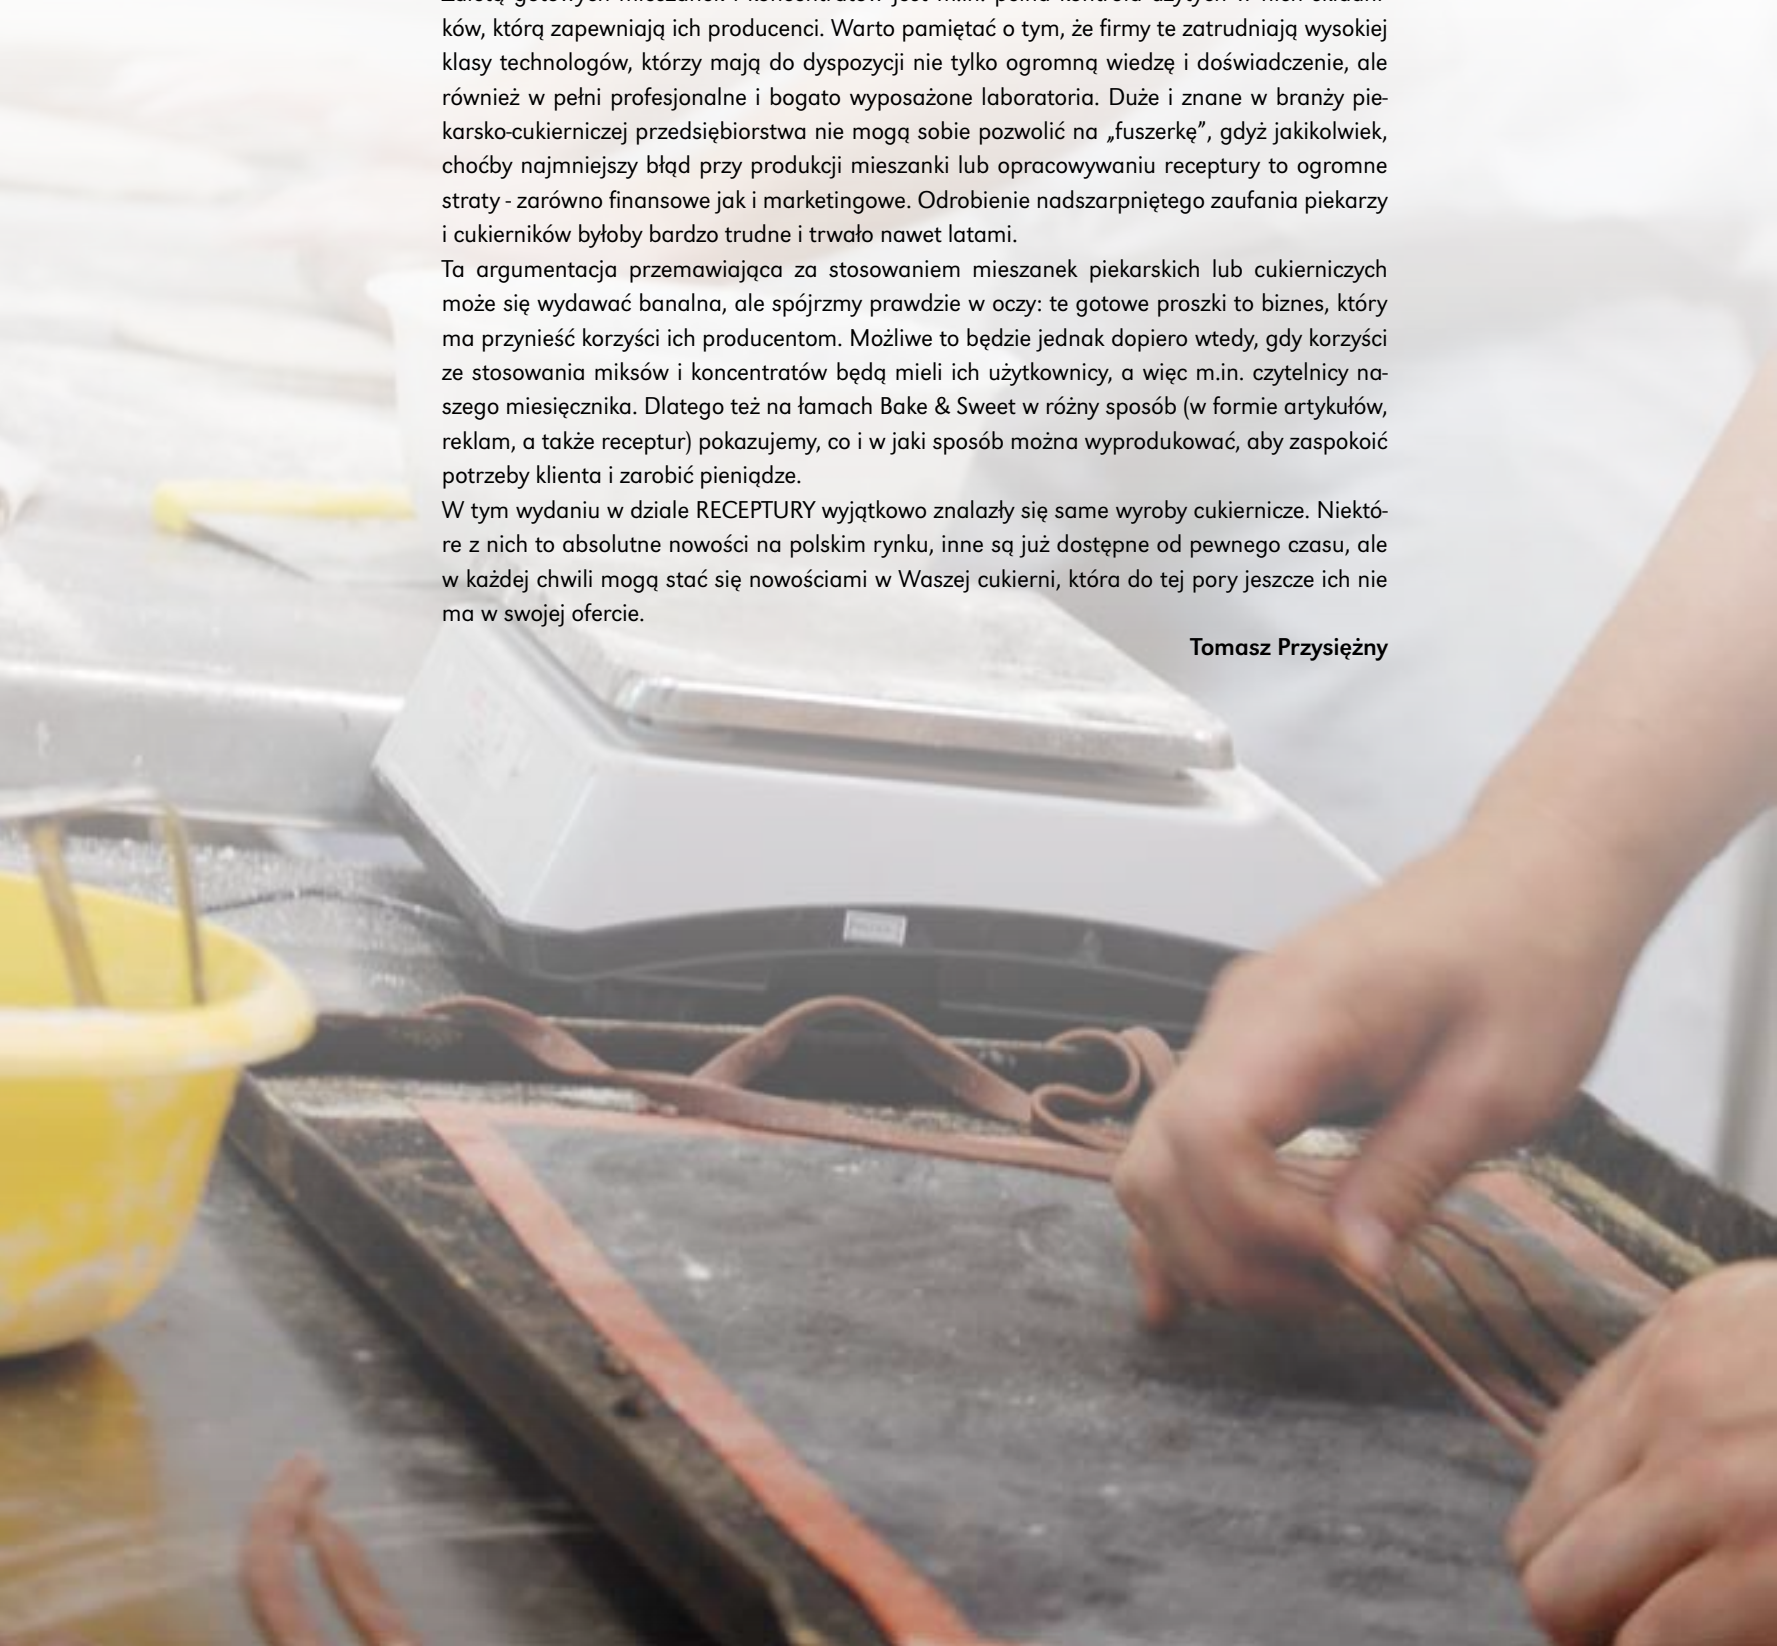 ków, którą zapewniają ich producenci. Warto pamiętać o tym, że firmy te zatrudniają wysokiej
klasy technologów, którzy mają do dyspozycji nie tylko ogromną wiedzę i doświadczenie, ale
również w pełni profesjonalne i bogato wyposażone laboratoria. Duże i znane w branży pie-
karsko-cukierniczej przedsiębiorstwa nie mogą sobie pozwolić na „fuszerkę”, gdyż jakikolwiek,
choćby najmniejszy błąd przy produkcji mieszanki lub opracowywaniu receptury to ogromne
straty - zarówno finansowe jak i marketingowe. Odrobienie nadszarpniętego zaufania piekarzy
i cukierników byłoby bardzo trudne i trwało nawet latami.
Ta argumentacja przemawiająca za stosowaniem mieszanek piekarskich lub cukierniczych
może się wydawać banalna, ale spójrzmy prawdzie w oczy: te gotowe proszki to biznes, który
ma przynieść korzyści ich producentom. Możliwe to będzie jednak dopiero wtedy, gdy korzyści
ze stosowania miksów i koncentratów będą mieli ich użytkownicy, a więc m.in. czytelnicy na-
szego miesięcznika. Dlatego też na łamach Bake & Sweet w różny sposób (w formie artykułów,
reklam, a także receptur) pokazujemy, co i w jaki sposób można wyprodukować, aby zaspokoić
potrzeby klienta i zarobić pieniądze.
W tym wydaniu w dziale RECEPTURY wyjątkowo znalazły się same wyroby cukiernicze. Niektó-
re z nich to absolutne nowości na polskim rynku, inne są już dostępne od pewnego czasu, ale
w każdej chwili mogą stać się nowościami w Waszej cukierni, która do tej pory jeszcze ich nie
ma w swojej ofercie.
Tomasz Przysiężny